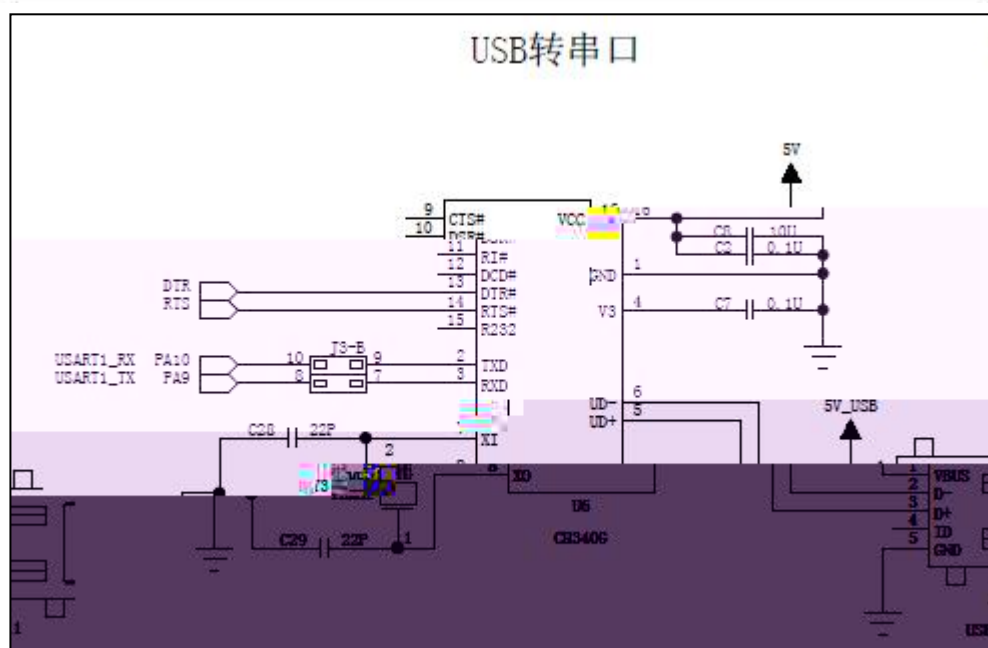 USB转串口
5V
9 CTS# VCC
10 DSR#
C8 10U
11 C2 0.1U
RI#
12 DCD# GND 1
DTR 13 DTR#
RTS 14 RTS# V3 4 C7 0.1U
15 R232
J3-B
USART1_RX PA10 10 9 2 TXD
USART1_TX PA9 8 7 3 RXD
UD- 6
UD+ 5 5V_USB
C28 22P XI
2
8 XO 1 VBUS
2 D-
U5 3 D+
C29 22P 1 CH340G 4 ID
5 GND
1